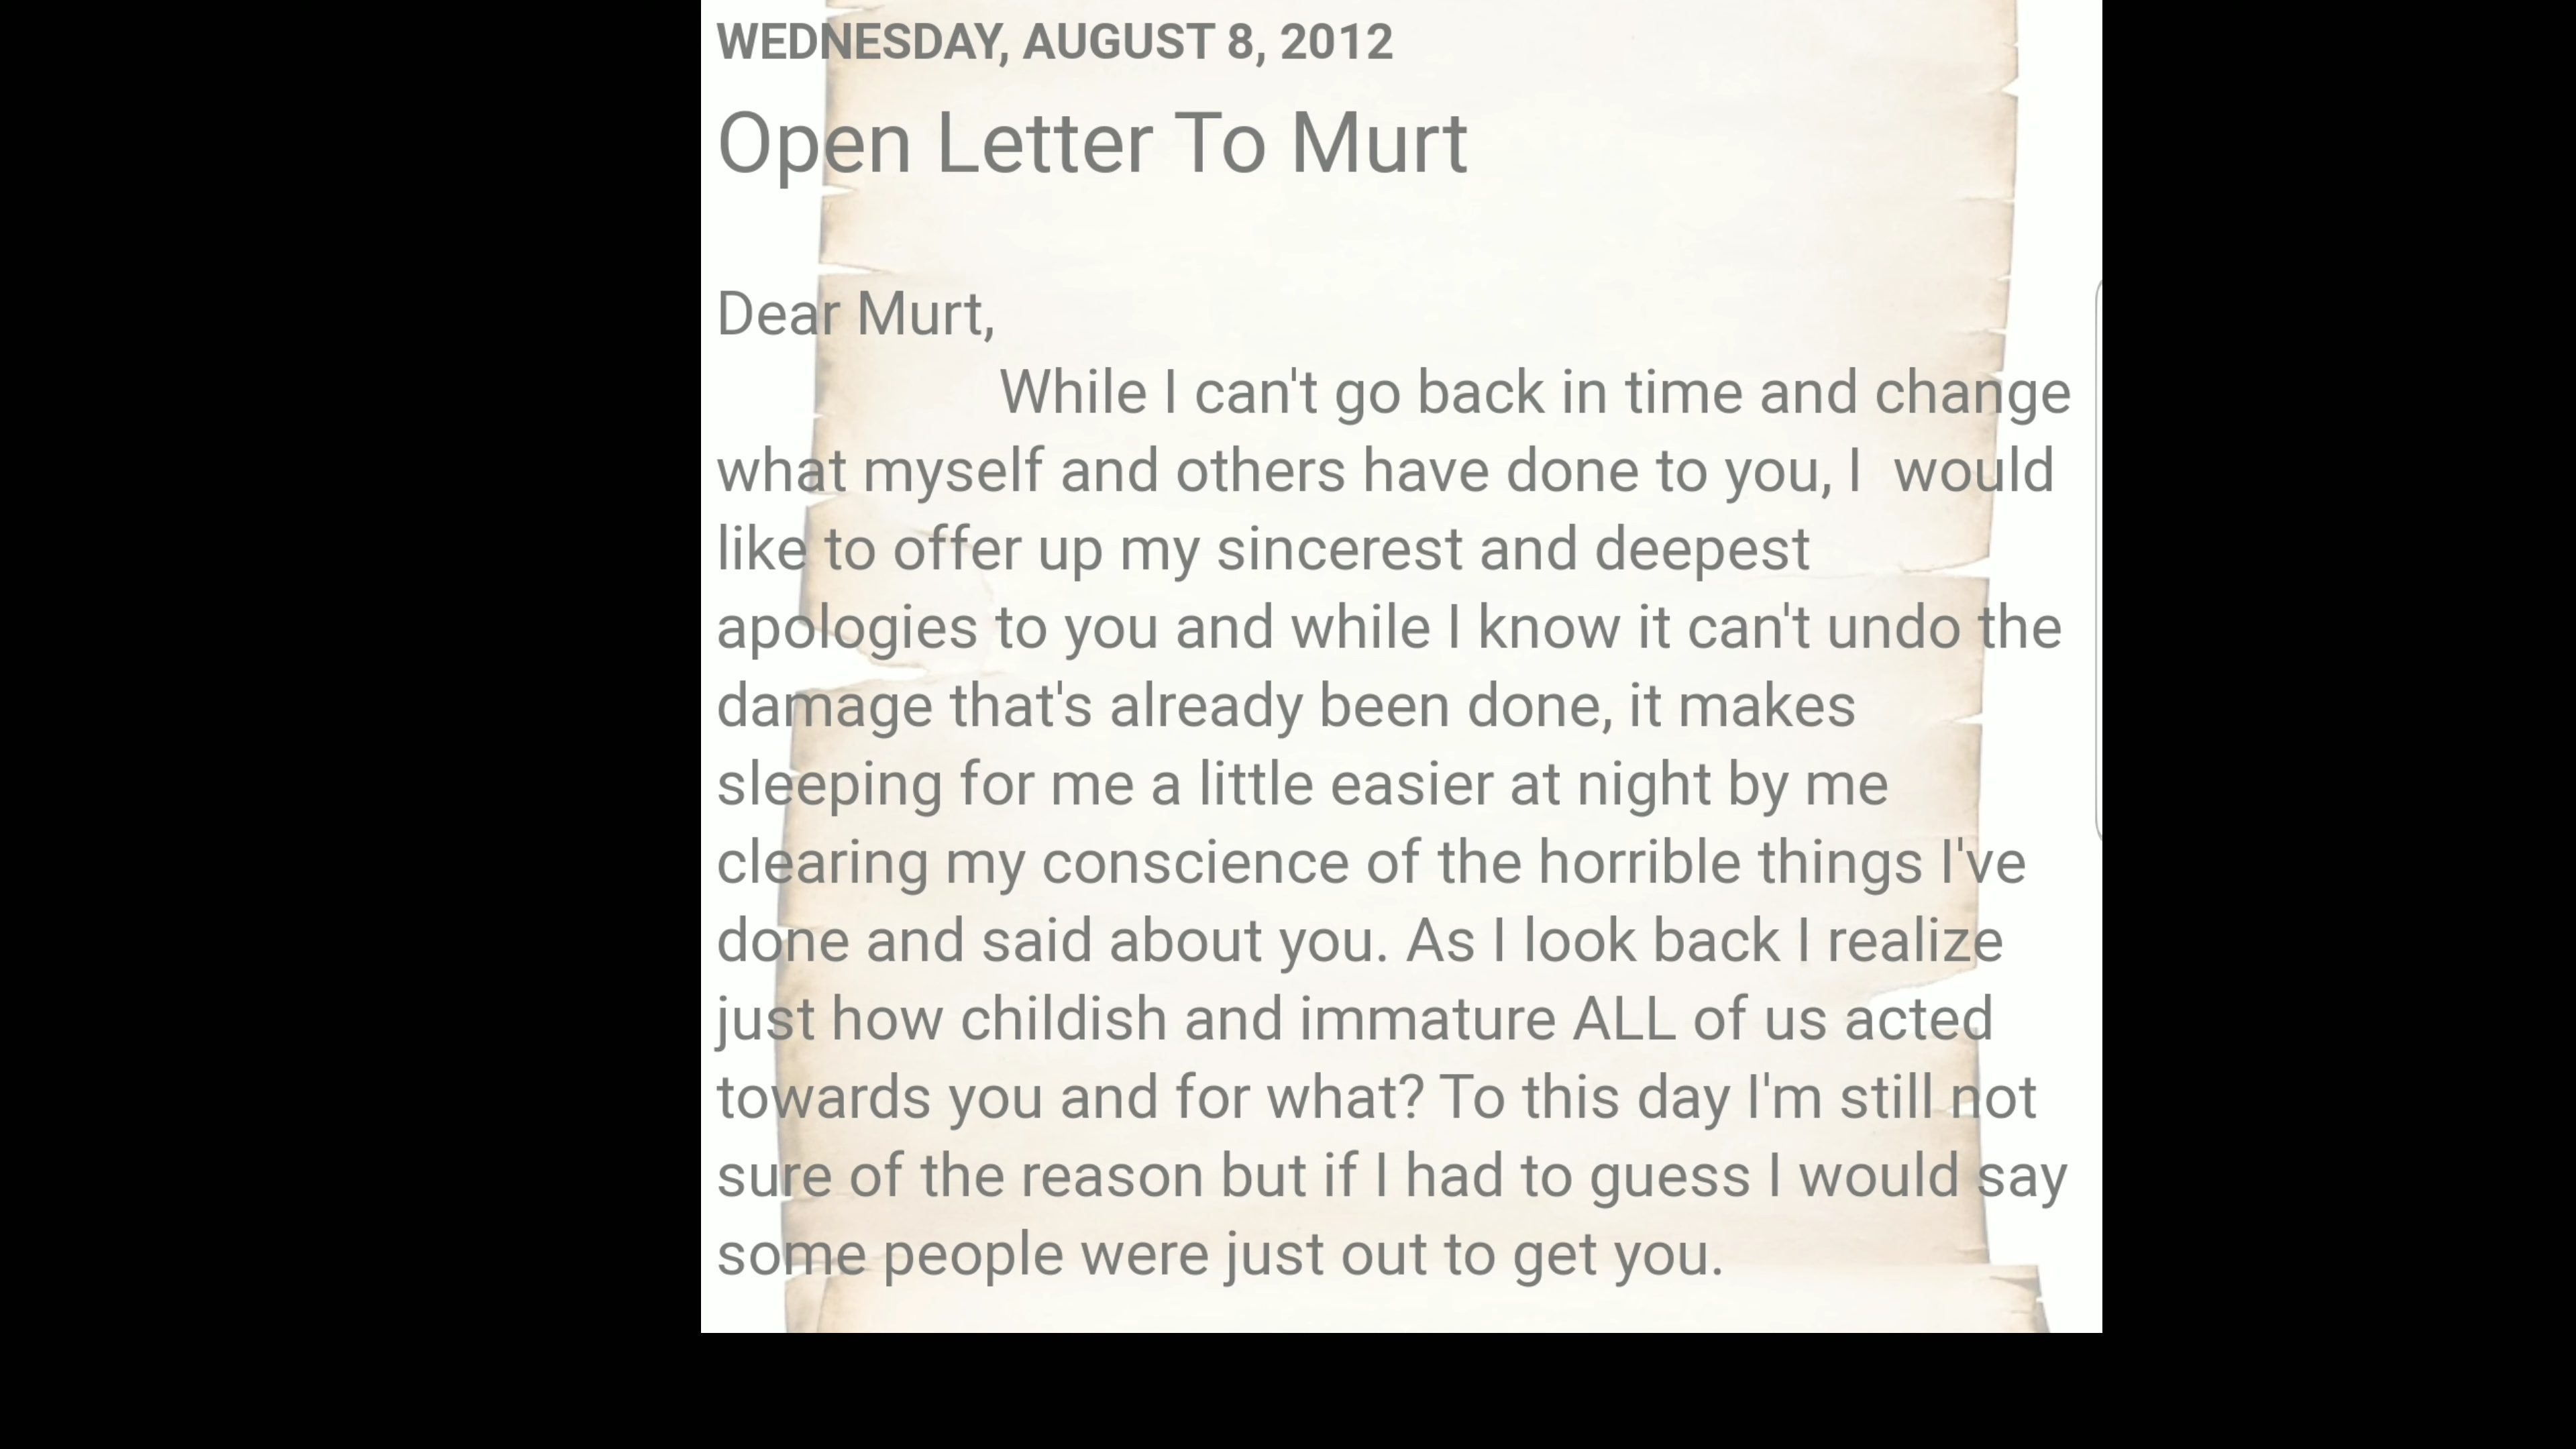 WEDNESDAY, AUGUST 8, 2012
Open Letter To Murt
Dear Murt,
While I can't go back in time and change
what myself and others have done to you, I  would
like to offer up my sincerest and deepest
apologies to you and while I know it can't undo the
damage that's already been done, it makes
sleeping for me a little easier at night by me
clearing my conscience of the horrible things I've
done and said about you. As I look back I realize
just how childish and immature ALL of us acted
towards you and for what? To this day I'm still not
sure of the reason but if I had to guess I would say
some people were just out to get you.